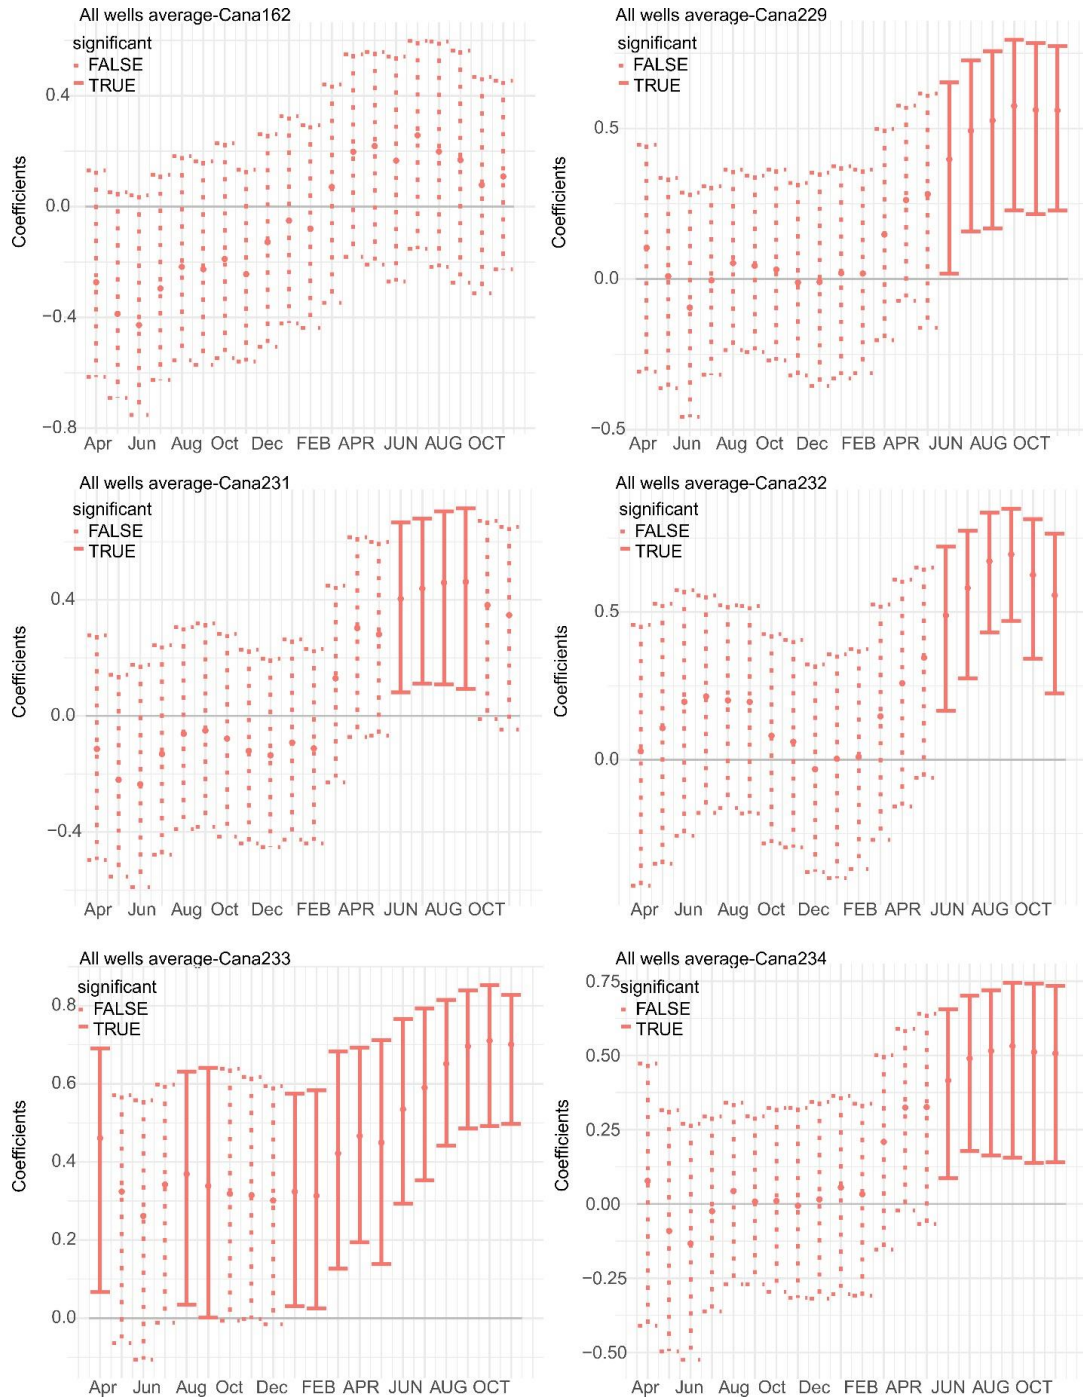 All wells average-Cana162
significant
FALSE
TRUE
Coefficients
0.4
0.0
−0.4
−0.8
Apr Jun Aug Oct Dec FEB APR JUN AUG OCT
All wells average-Cana229
significant
FALSE
TRUE
Coefficients
0.5
0.0
−0.5
Apr Jun Aug Oct Dec FEB APR JUN AUG OCT
All wells average-Cana231
significant
FALSE
TRUE
Coefficients
0.4
0.0
−0.4
Apr Jun Aug Oct Dec FEB APR JUN AUG OCT
All wells average-Cana232
significant
FALSE
TRUE
Coefficients
0.5
0.0
Apr Jun Aug Oct Dec FEB APR JUN AUG OCT
All wells average-Cana233
significant
FALSE
TRUE
Coefficients
0.8
0.6
0.4
0.2
0.0
Apr Jun Aug Oct Dec FEB APR JUN AUG OCT
All wells average-Cana234
significant
FALSE
TRUE
Coefficients
0.75
0.50
0.25
0.00
−0.25
−0.50
Apr Jun Aug Oct Dec FEB APR JUN AUG OCT